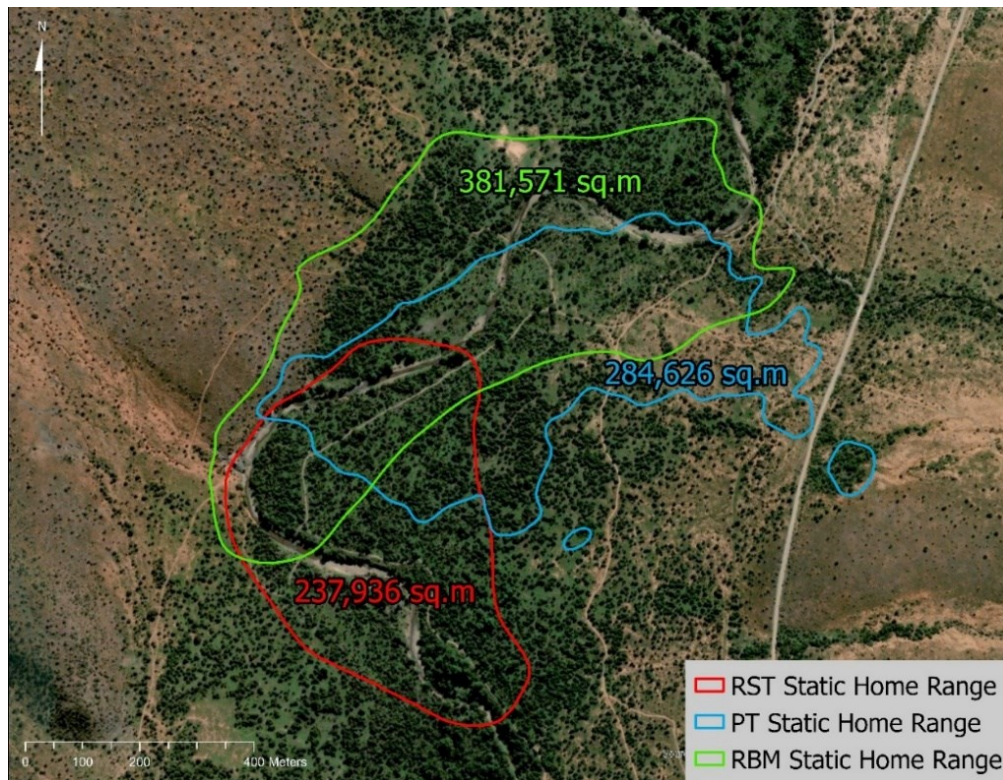 N
381,571 sq.m
284,626 sq.m
237,936 sq.m
RST Static Home Range
PT Static Home Range
RBM Static Home Range
0 100 200 400 Meters